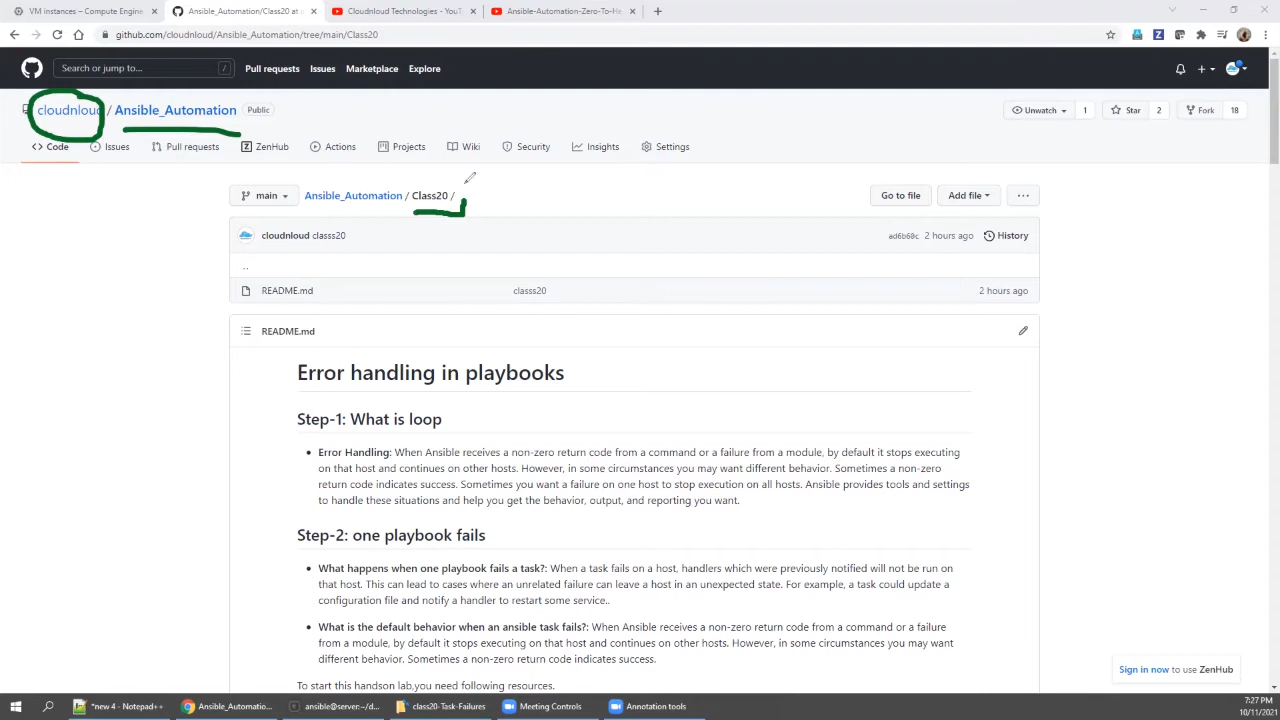 VM instances – Compute Engine
Ansible_Automation/Class20 at
Cloudnloud Technologies - YouT
Ansible-Automation-Zero-To-He
github.com/cloudnloud/Ansible_Automation/tree/main/Class20
Search or jump to...
/
Pull requests
Issues
Marketplace
Explore
cloudnloud / Ansible_Automation
Public
Unwatch
1
Star
2
Fork
18
Code
Issues
Pull requests
ZenHub
Actions
Projects
Wiki
Security
Insights
Settings
main
Ansible_Automation / Class20 /
Go to file
Add file
...
cloudnloud classs20
ad6b60c 2 hours ago
History
..
README.md
classs20
2 hours ago
README.md
Error handling in playbooks
Step-1: What is loop
• Error Handling: When Ansible receives a non-zero return code from a command or a failure from a module, by default it stops executing
on that host and continues on other hosts. However, in some circumstances you may want different behavior. Sometimes a non-zero
return code indicates success. Sometimes you want a failure on one host to stop execution on all hosts. Ansible provides tools and settings
to handle these situations and help you get the behavior, output, and reporting you want.
Step-2: one playbook fails
• What happens when one playbook fails a task?: When a task fails on a host, handlers which were previously notified will not be run on
that host. This can lead to cases where an unrelated failure can leave a host in an unexpected state. For example, a task could update a
configuration file and notify a handler to restart some service..
• What is the default behavior when an ansible task fails?: When Ansible receives a non-zero return code from a command or a failure
from a module, by default it stops executing on that host and continues on other hosts. However, in some circumstances you may want
different behavior. Sometimes a non-zero return code indicates success.
To start this handson lab,you need following resources.
Sign in now to use ZenHub
*new 4 - Notepad++
Ansible_Automatio...
ansible@server:~/d...
class20-Task-Failures
Meeting Controls
Annotation tools
7:27 PM
10/11/2021